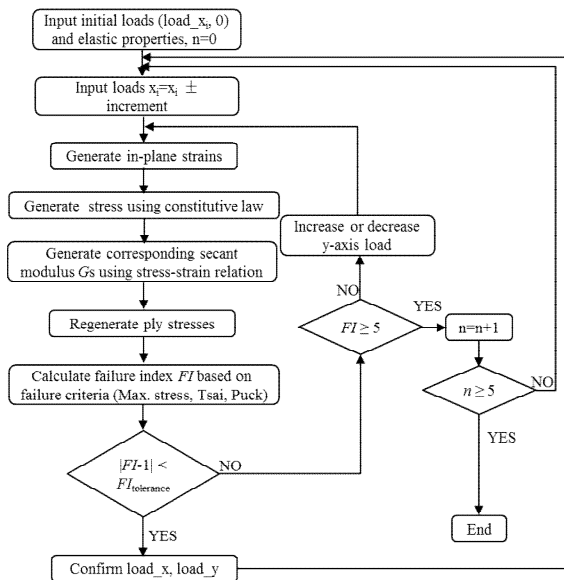 Input initial loads (load_xᵢ, 0)
and elastic properties, n=0
Input loads xᵢ=xᵢ ±
increment
Generate in-plane strains
Generate stress using constitutive law
Generate corresponding secant
modulus Gs using stress-strain relation
Regenerate ply stresses
Calculate failure index FI based on
failure criteria (Max. stress, Tsai, Puck)
|FI-1| <
FItolerance
NO
YES
Confirm load_x, load_y
Increase or decrease
y-axis load
NO
FI ≥ 5
YES
n=n+1
n ≥ 5
NO
YES
End